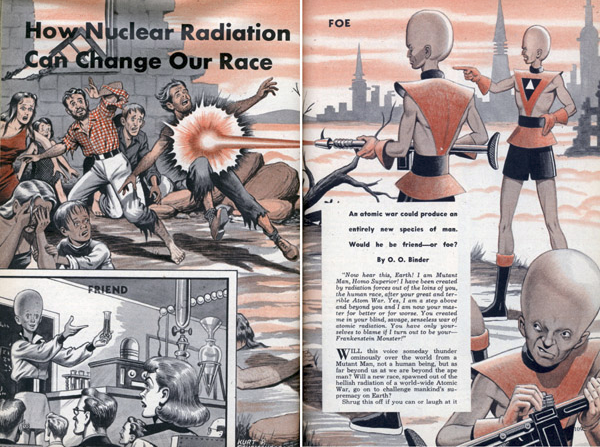 How Nuclear Radiation
Can Change Our Race
FRIEND
KURT
FOE
An atomic war could produce an
entirely new species of man.
Would he be friend—or foe?
By O. O. Binder
"Now hear this, Earth! I am Mutant
Man, Homo Superior! I have been created
by radiation forces out of the loins of you,
the human race, after your great and ter-
rible Atom War. Yes, I am a step above
and beyond you and I am now your mas-
ter for better or for worse. You created
me in your blind, savage, senseless war of
atomic radiation. You have only your-
selves to blame if I turn out to be your—
Frankenstein Monster!"
WILL this voice someday thunder
ominously over the world from a
Mutant Man, not a human being, but as
far beyond us as we are beyond the ape
man? Will a new race, spawned out of the
hellish radiation of a world-wide Atomic
War, go on to challenge mankind's su-
premacy on Earth?
Shrug this off if you can or laugh at it